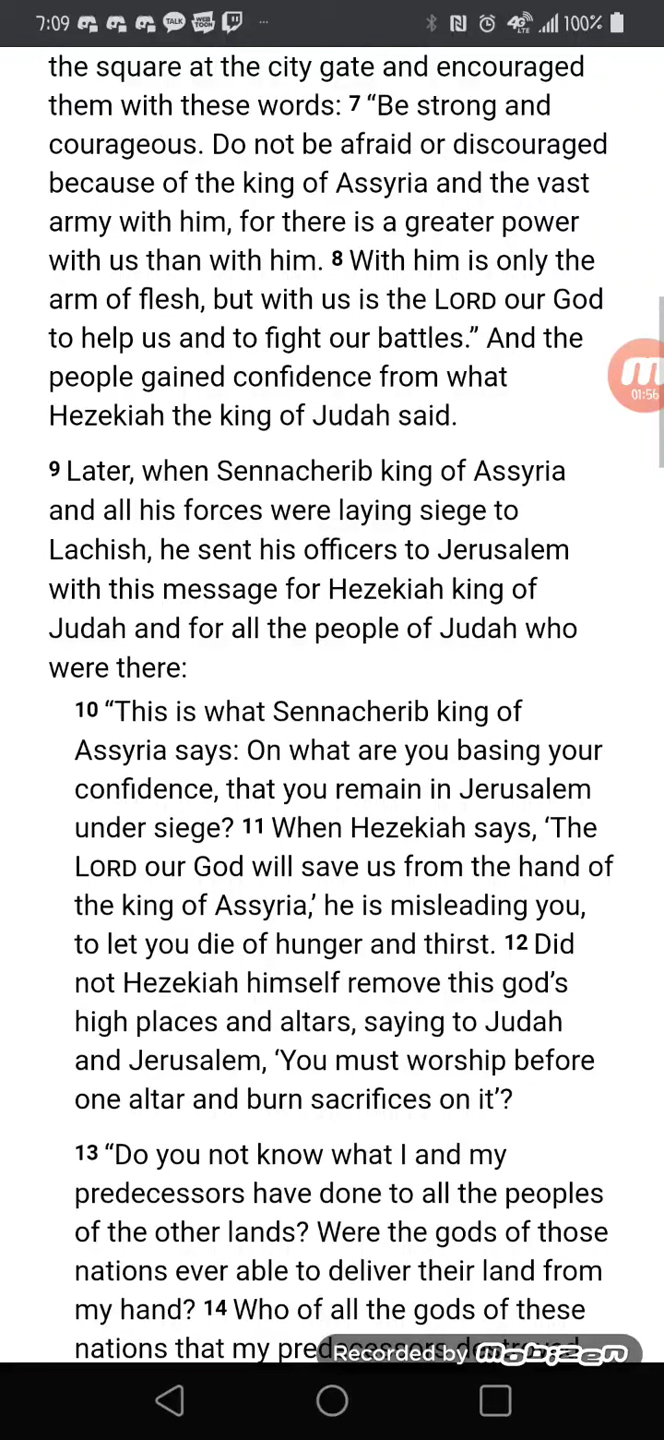 7:09 TALK WEB TOON ... 4G LTE 100%
the square at the city gate and encouraged
them with these words: 7 “Be strong and
courageous. Do not be afraid or discouraged
because of the king of Assyria and the vast
army with him, for there is a greater power
with us than with him. 8 With him is only the
arm of flesh, but with us is the LORD our God
to help us and to fight our battles.” And the
people gained confidence from what
Hezekiah the king of Judah said.
01:56
9 Later, when Sennacherib king of Assyria
and all his forces were laying siege to
Lachish, he sent his officers to Jerusalem
with this message for Hezekiah king of
Judah and for all the people of Judah who
were there:
10 “This is what Sennacherib king of
Assyria says: On what are you basing your
confidence, that you remain in Jerusalem
under siege? 11 When Hezekiah says, ‘The
LORD our God will save us from the hand of
the king of Assyria,’ he is misleading you,
to let you die of hunger and thirst. 12 Did
not Hezekiah himself remove this god’s
high places and altars, saying to Judah
and Jerusalem, ‘You must worship before
one altar and burn sacrifices on it’?
13 “Do you not know what I and my
predecessors have done to all the peoples
of the other lands? Were the gods of those
nations ever able to deliver their land from
my hand? 14 Who of all the gods of these
nations that my predecessors destroyed
Recorded by mobizen